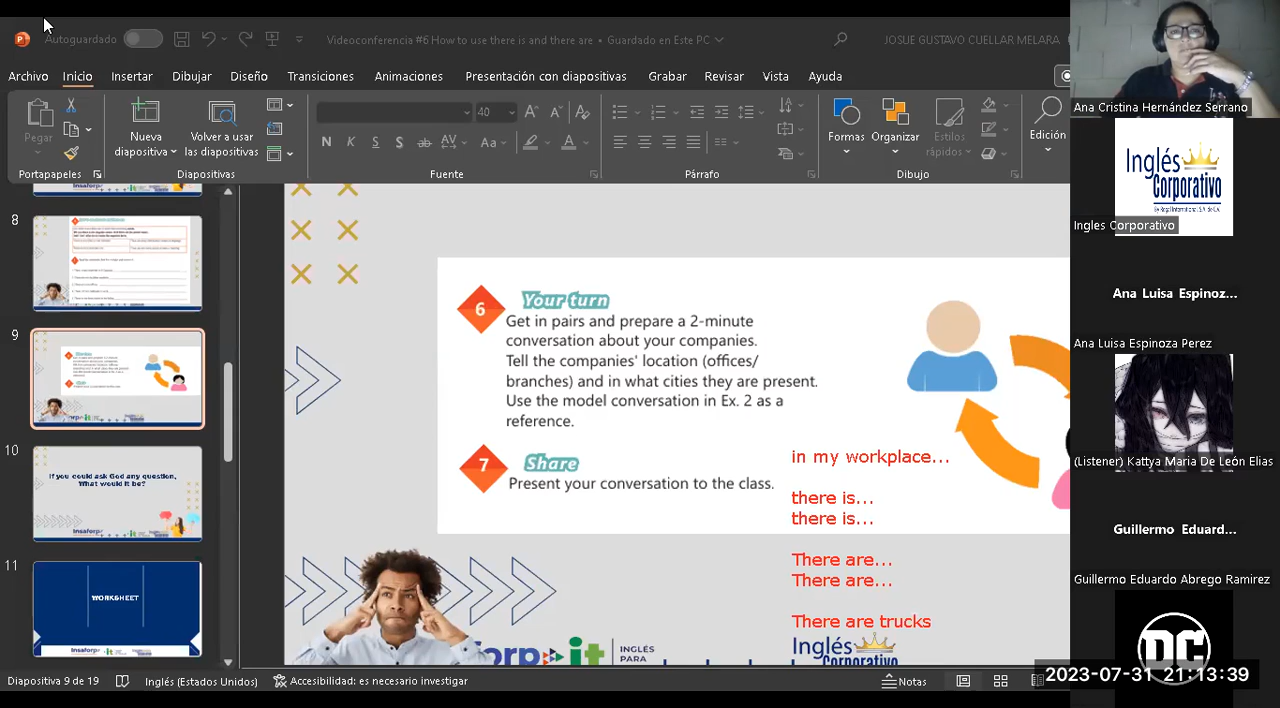 Autoguardado
Videoconferencia #6 How to use there is and there are • Guardado en Este PC
JOSUE GUSTAVO CUELLAR MELARA
Archivo Inicio Insertar Dibujar Diseño Transiciones Animaciones Presentación con diapositivas Grabar Revisar Vista Ayuda
Pegar
Nueva diapositiva
Volver a usar las diapositivas
40
N K S S ab AV Aa A
Formas
Organizar
Estilos rápidos
Edición
Portapapeles
Diapositivas
Fuente
Párrafo
Dibujo
8
9
10
If you could ask God any question,
What would it be?
Insaforp
11
WORKSHEET
6 Your turn
Get in pairs and prepare a 2-minute
conversation about your companies.
Tell the companies' location (offices/
branches) and in what cities they are present.
Use the model conversation in Ex. 2 as a
reference.
7 Share
Present your conversation to the class.
in my workplace...
there is...
there is...
There are...
There are...
There are trucks
forp it
INGLÉS
PARA
Inglés
Corporativo
Diapositiva 9 de 19
Inglés (Estados Unidos)
Accesibilidad: es necesario investigar
Notas
Ana Cristina Hernández Serrano
Inglés
Corporativo
Ingles Corporativo
Ana Luisa Espinoz...
Ana Luisa Espinoza Perez
(Listener) Kattya Maria De León Elias
Guillermo Eduard...
Guillermo Eduardo Abrego Ramirez
DC
2023-07-31 21:13:39